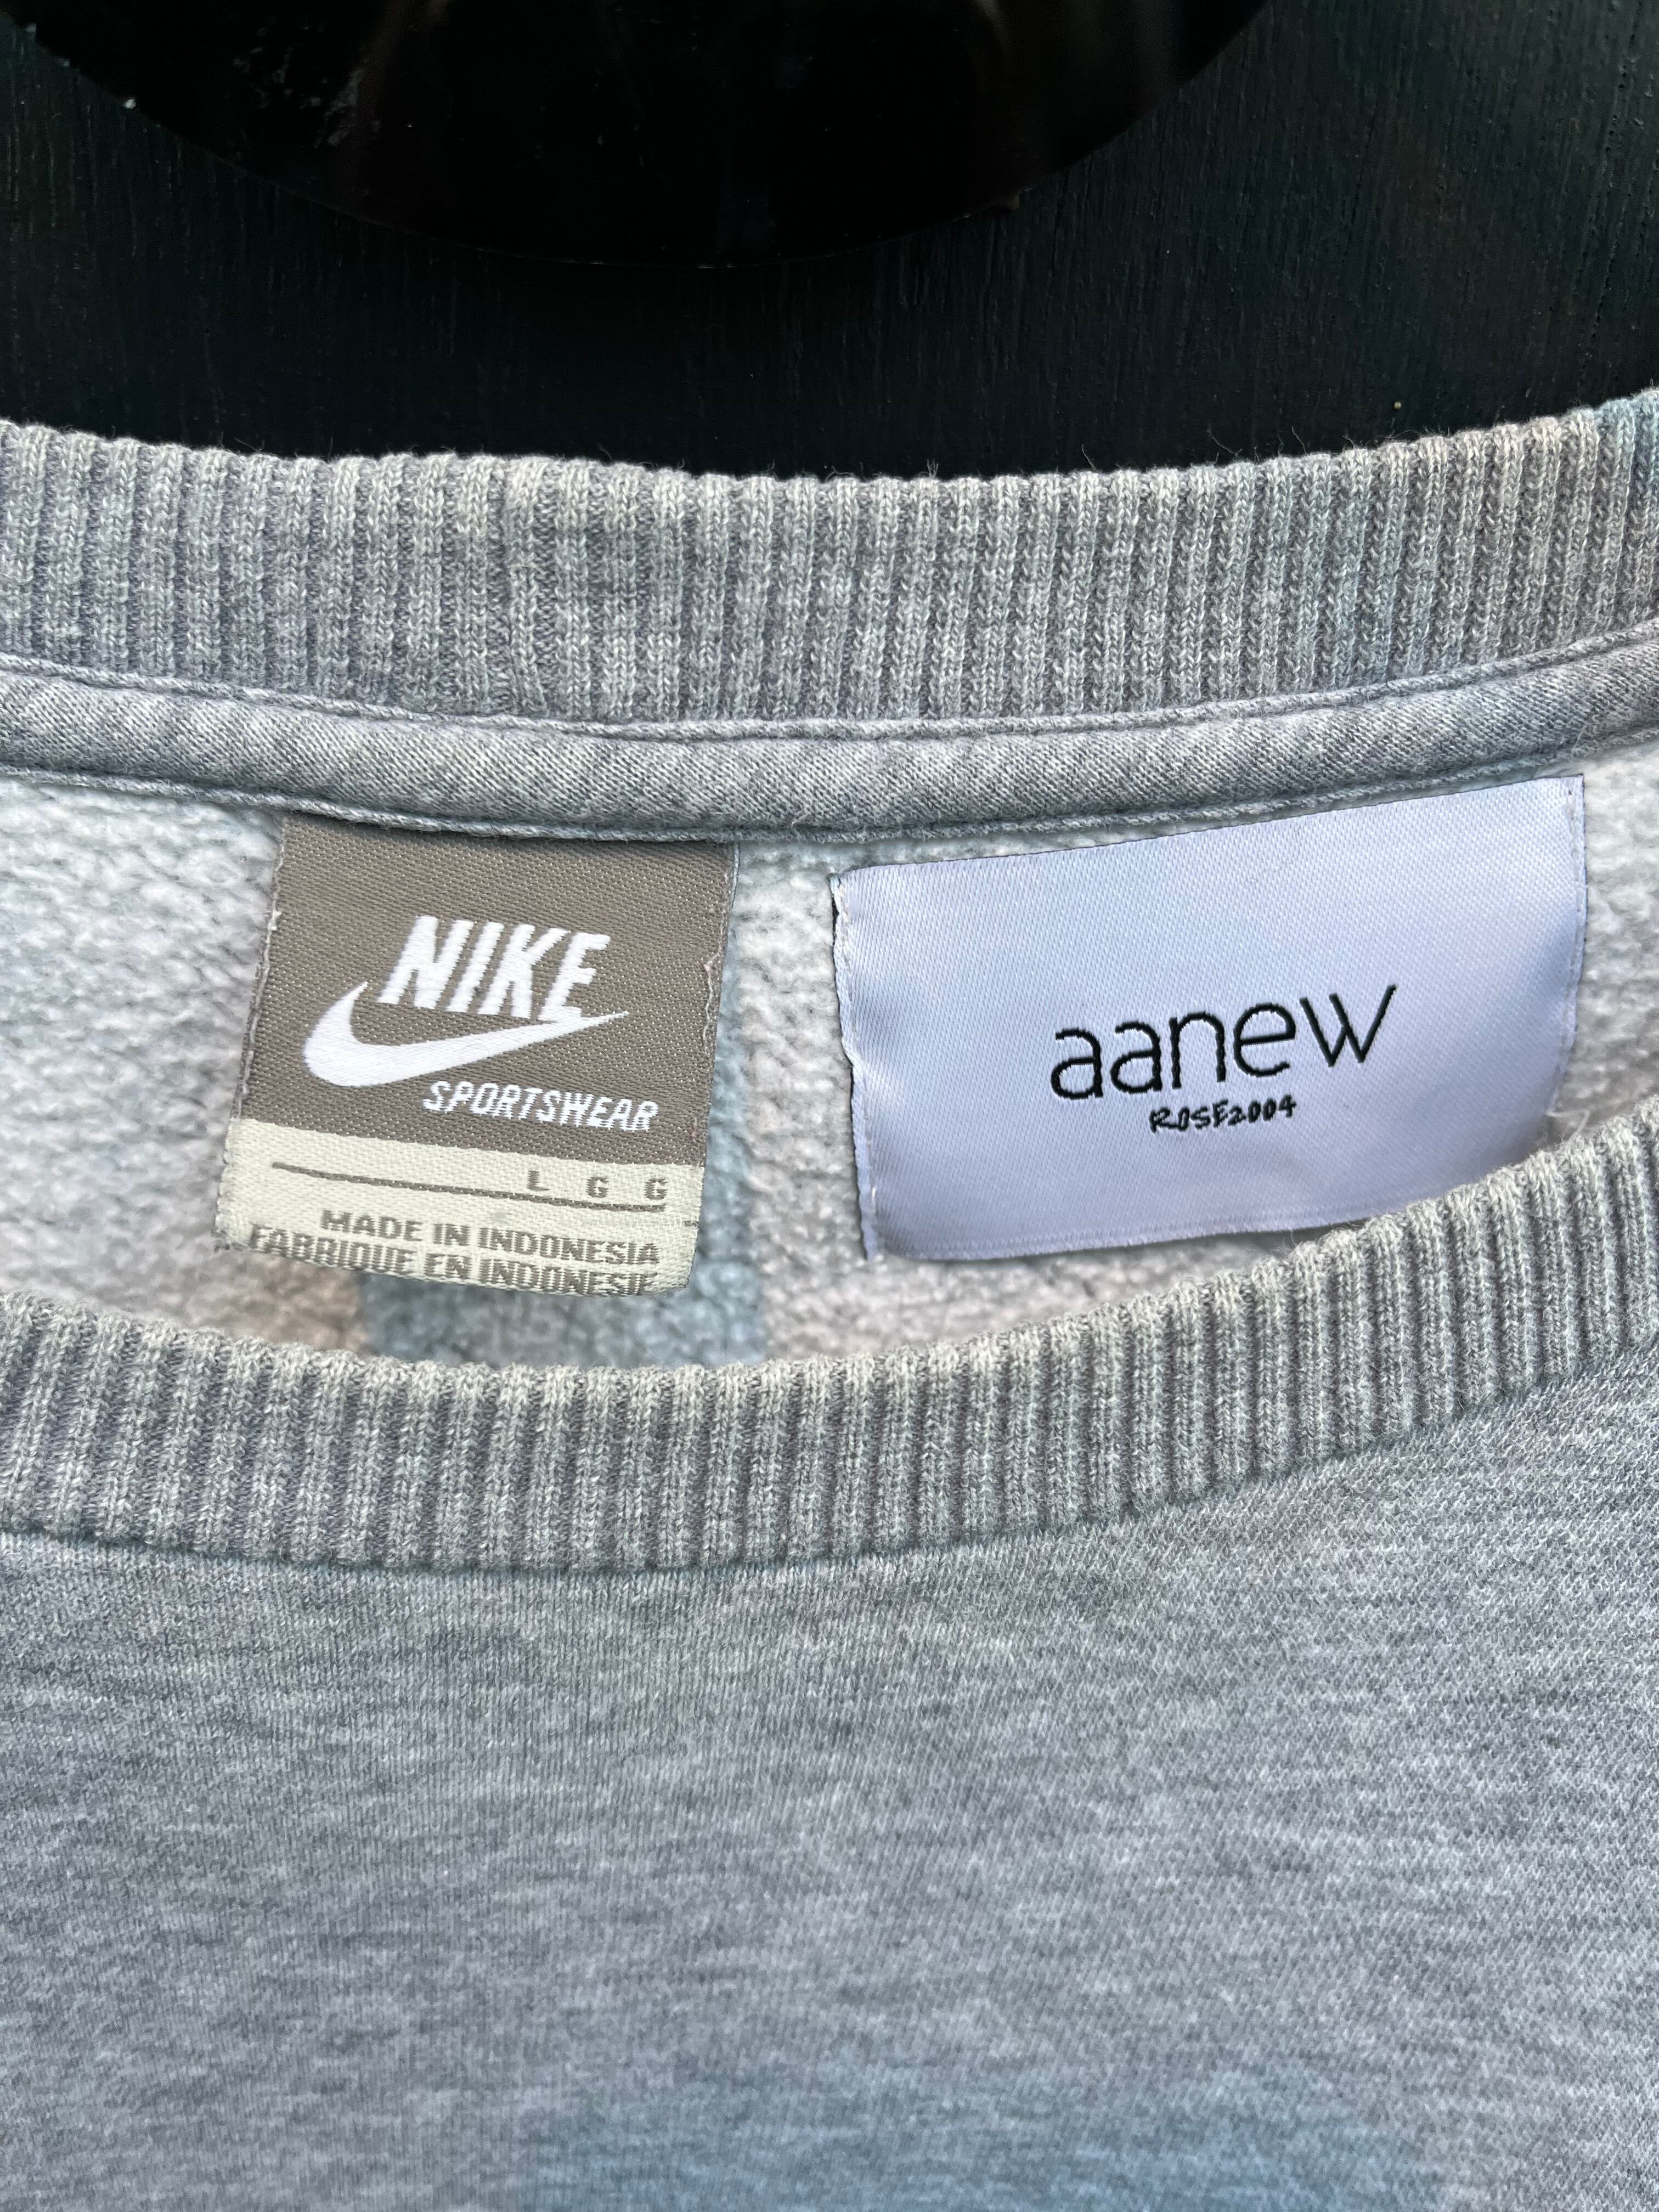 NIKE
SPORTSWEAR
L G G
MADE IN INDONESIA
FABRIQUE EN INDONESIE
aanew
ROSE2004